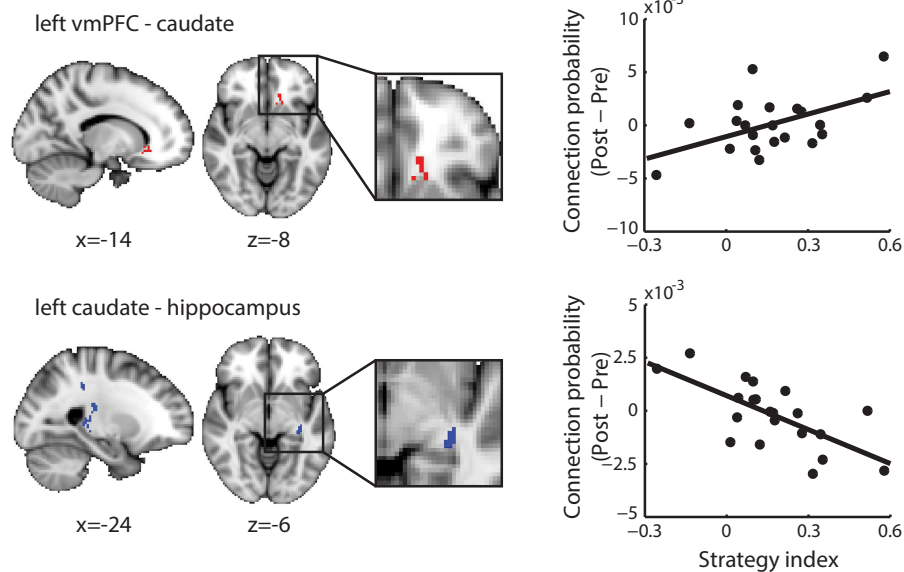 left vmPFC - caudate
x=-14
z=-8
x10
Connection probability
(Post – Pre)
10
5
0
−5
−10
−0.3
0
0.3
0.6
left caudate - hippocampus
x=-24
z=-6
x10-3
Connection probability
(Post – Pre)
5
2.5
0
−2.5
−5
−0.3
0
0.3
0.6
Strategy index